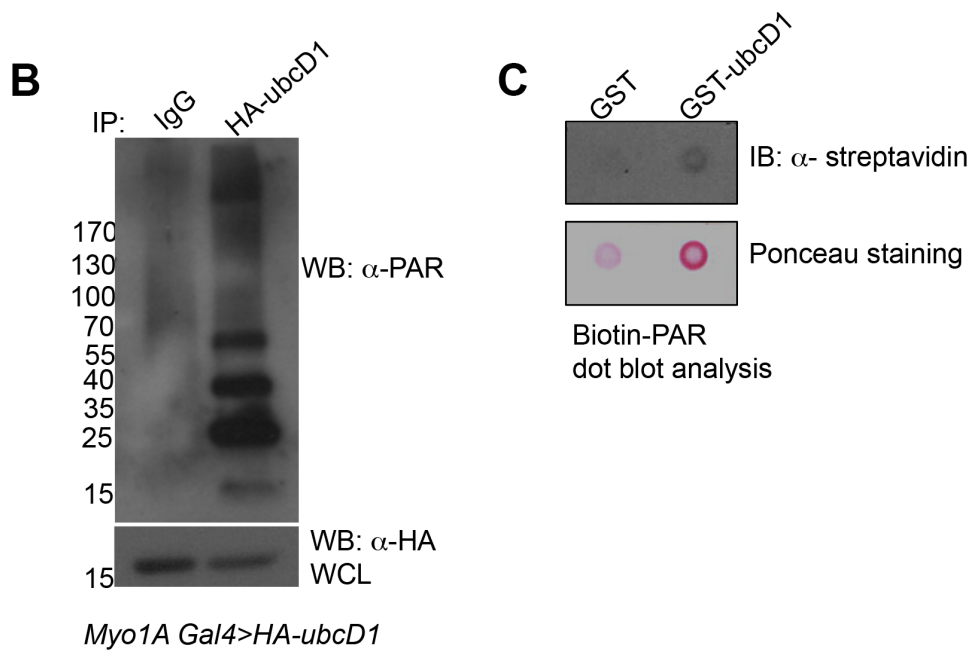 B
IP: IgG HA-ubcD1
170
130
100
70
55
40
35
25
15
WB: α-PAR
WB: α-HA
WCL
15
Myo1A Gal4>HA-ubcD1
C
GST GST-ubcD1
IB: α- streptavidin
Ponceau staining
Biotin-PAR
dot blot analysis